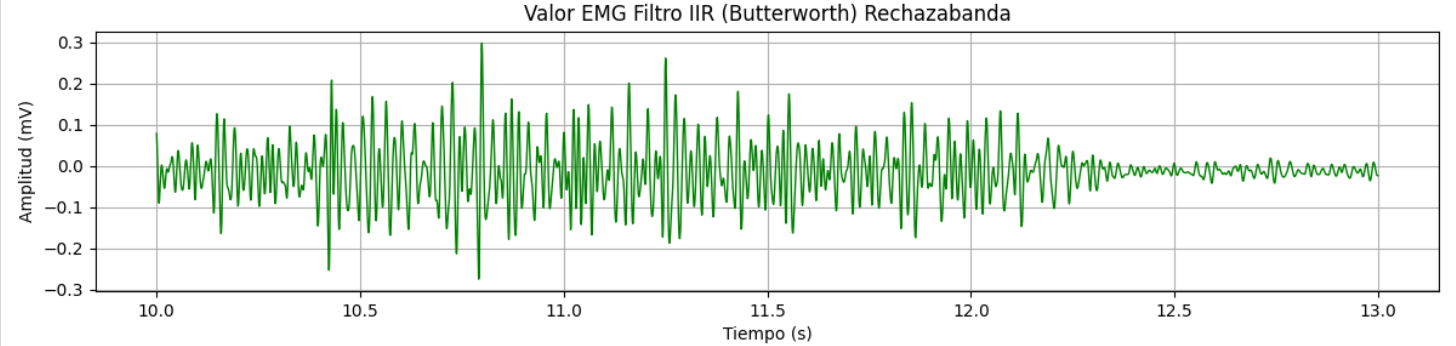 Valor EMG Filtro IIR (Butterworth) Rechazabanda
0.3
0.2
0.1
0.0
−0.1
−0.2
−0.3
Amplitud (mV)
10.0 10.5 11.0 11.5 12.0 12.5 13.0
Tiempo (s)